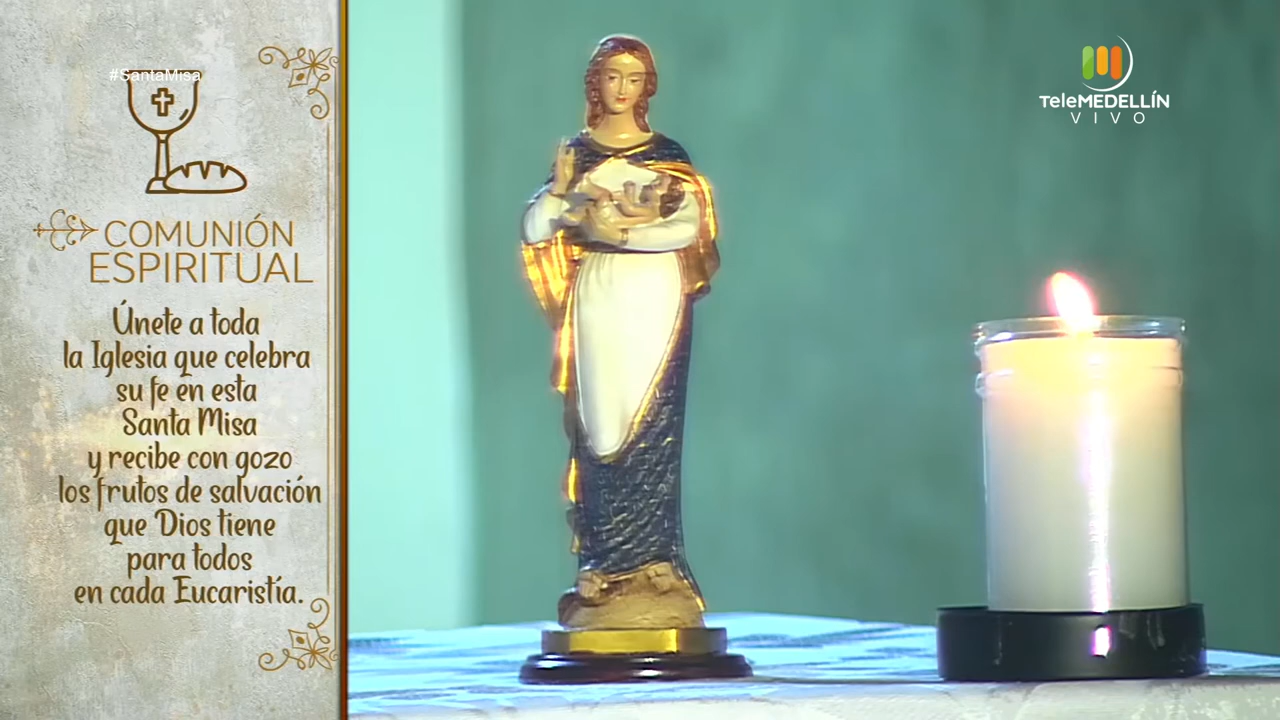 #SantaMisa
COMUNIÓN
ESPIRITUAL
Únete a toda
la Iglesia que celebra
su fe en esta
Santa Misa
y recibe con gozo
los frutos de salvación
que Dios tiene
para todos
en cada Eucaristía.
TeleMEDELLÍN
VIVO